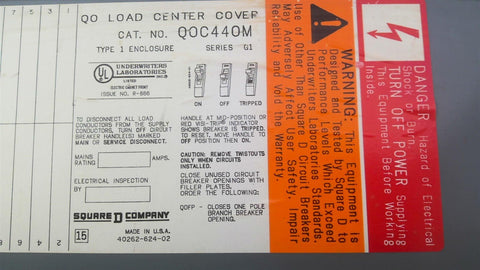 QO LOAD CENTER COVER
CAT. NO. QOC440M
TYPE 1 ENCLOSURE SERIES G1
UL
UNDERWRITERS
LABORATORIES
LISTED
ELECTRIC CABINET FRONT
ISSUE NO. R-886
ON OFF TRIPPED
TO DISCONNECT ALL LOAD
CONDUCTORS FROM THE SUPPLY
CONDUCTORS, TURN OFF CIRCUIT
BREAKER HANDLE(S) MARKED
MAIN OR SERVICE DISCONNECT.
MAINS
RATING AMPS.
ELECTRICAL INSPECTION
BY
SQUARE D COMPANY
15
MADE IN U.S.A.
40262-624-02
HANDLE AT MID-POSITION OR
RED VISI-TRIP® INDICATOR
SHOWS BREAKER IS TRIPPED.
TO RESET, MOVE HANDLE TO
OFF POSITION THEN ON.
CAUTION: REMOVE TWISTOUTS
ONLY WHEN CIRCUITS
INSTALLED.
CLOSE UNUSED CIRCUIT
BREAKER OPENINGS WITH
FILLER PLATES.
ORDER THE FOLLOWING:
QOFP - CLOSES ONE POLE
BRANCH BREAKER
OPENING.
WARNING: This Equipment is
Designed and Tested by Square D to
Performance Levels Which Exceed
Underwriters Laboratories Standards.
Use of Other Than Square D Circuit Breakers
May Adversely Affect User Safety, Impair
Reliability and Void the Warranty.
DANGER Hazard of Electrical
Shock or Burn.
TURN OFF POWER Supplying
This Equipment Before Working
Inside.